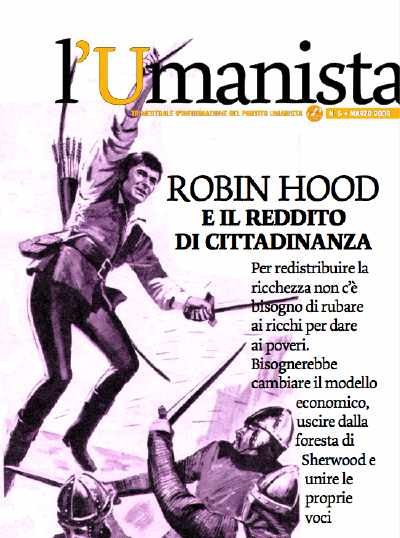 l'Umanista
TRIMESTRALE D'INFORMAZIONE DEL PARTITO UMANISTA
N. 5 • MARZO 2008
ROBIN HOOD
E IL REDDITO
DI CITTADINANZA
Per redistribuire la
ricchezza non c'è
bisogno di rubare
ai ricchi per dare
ai poveri.
Bisognerebbe
cambiare il modello
economico,
uscire dalla
foresta di
Sherwood e
unire le
proprie
voci